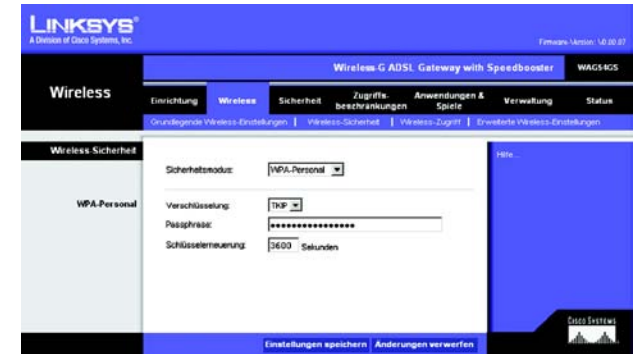 LINKSYS®
A Division of Cisco Systems, Inc.
Firmware-Version: V0.00.07
Wireless-G ADSL Gateway with Speedbooster WAG54GS
Wireless
Einrichtung Wireless Sicherheit Zugriffs-beschränkungen Anwendungen & Spiele Verwaltung Status
Grundlegende Wireless-Einstellungen | Wireless-Sicherheit | Wireless-Zugriff | Erweiterte Wireless-Einstellungen
Wireless-Sicherheit
Hilfe...
Sicherheitsmodus: WPA-Personal
WPA-Personal
Verschlüsselung: TKIP
Passphrase: ••••••••••••••••
Schlüsselerneuerung: 3600 Sekunden
CISCO SYSTEMS
Einstellungen speichern Änderungen verwerfen